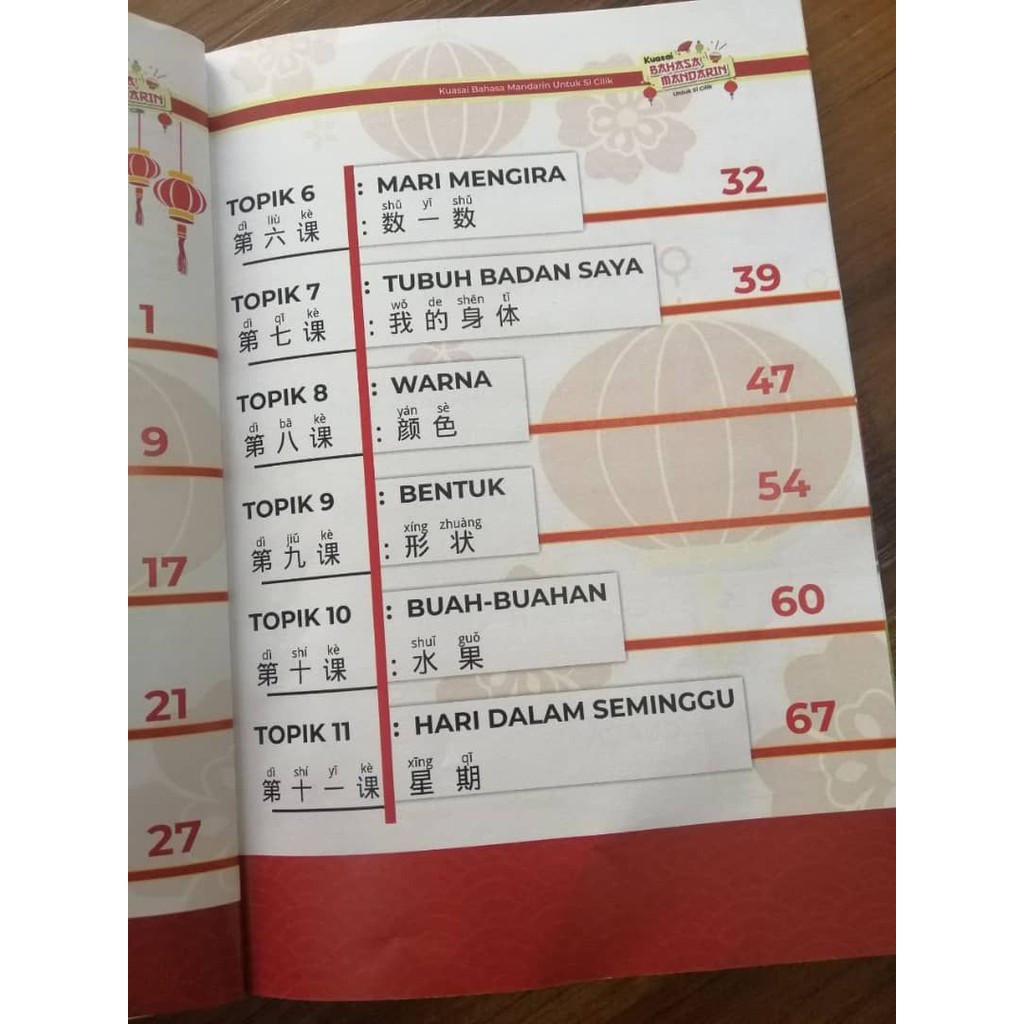 ARIN
1
9
17
21
27
Kuasai Bahasa Mandarin Untuk Si Cilik
Kuasai
BAHASA
MANDARIN
Untuk Si Cilik
TOPIK 6 : MARI MENGIRA 32
dì liù kè shǔ yī shǔ
第六课 : 数一数
TOPIK 7 : TUBUH BADAN SAYA 39
dì qī kè wǒ de shēn tǐ
第七课 : 我的身体
TOPIK 8 : WARNA 47
dì bā kè yán sè
第八课 : 颜色
TOPIK 9 : BENTUK 54
dì jiǔ kè xíng zhuàng
第九课 : 形状
TOPIK 10 : BUAH-BUAHAN 60
dì shí kè shuǐ guǒ
第十课 : 水果
TOPIK 11 : HARI DALAM SEMINGGU 67
dì shí yī kè xīng qī
第十一课 星期